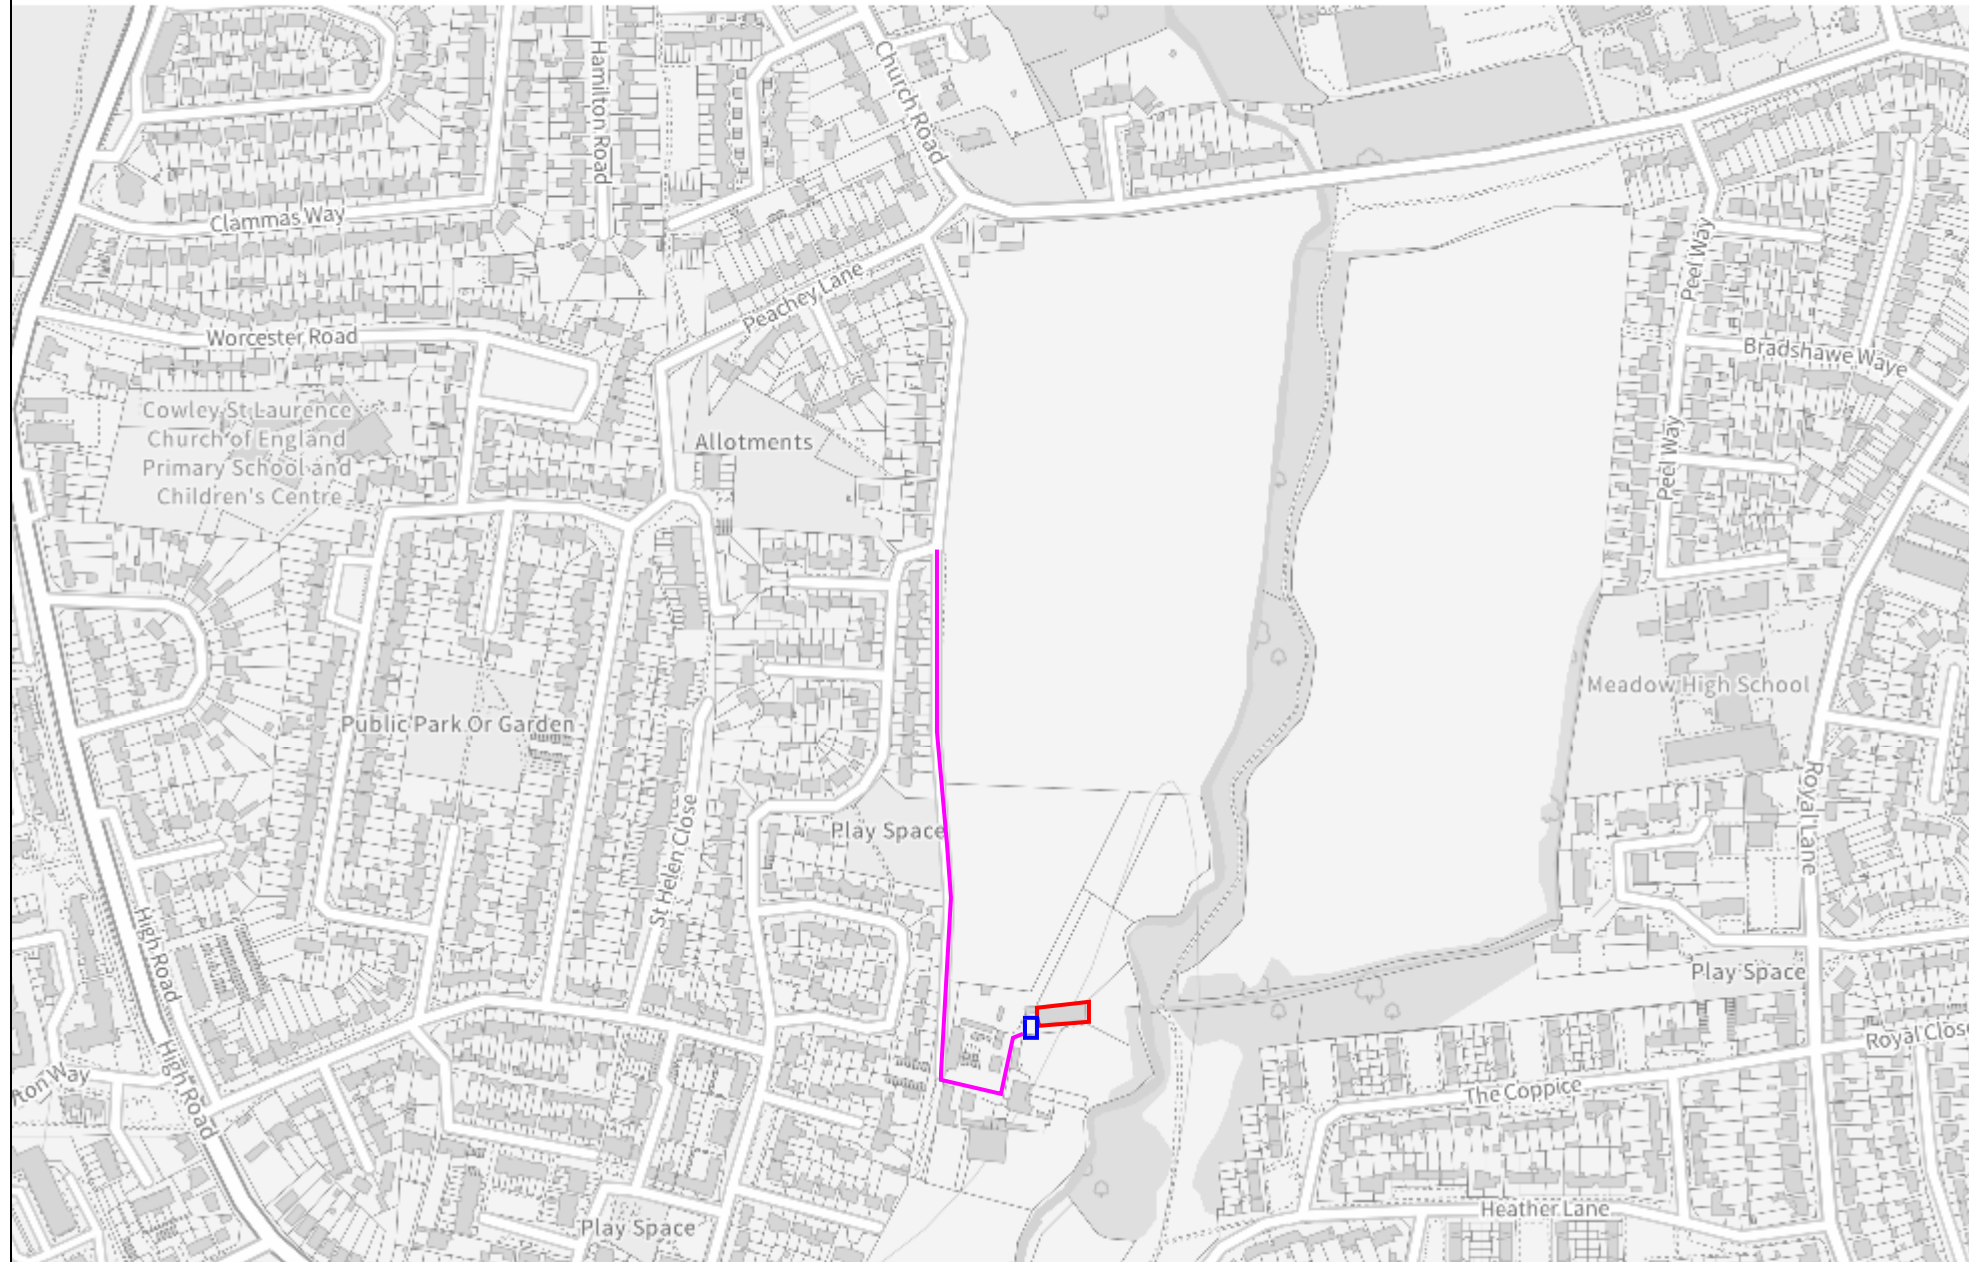 Hamilton Road
Church Road
Clammas Way
Peachey Lane
Peel Way
Worcester Road
Bradshawe Waye
Cowley St Laurence
Church of England
Primary School and
Children's Centre
Allotments
Peel Way
Meadow High School
Public Park Or Garden
Royal Lane
Play Space
St Helen Close
High Road
Play Space
Royal Close
High Road
ton Way
The Coppice
Heather Lane
Play Space